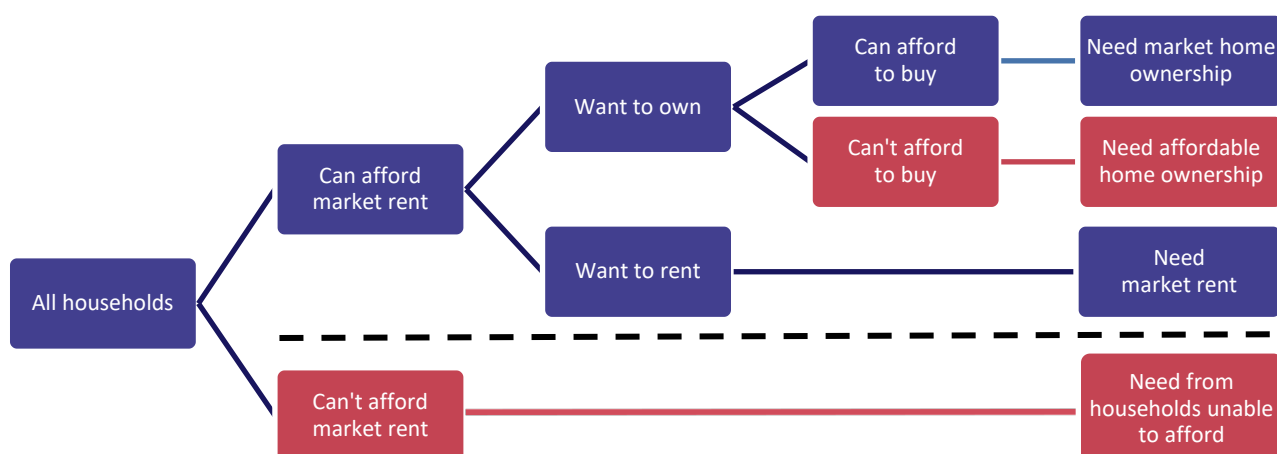 Can afford
to buy
Need market home
ownership
Want to own
Can't afford
to buy
Need affordable
home ownership
Can afford
market rent
Want to rent
Need
market rent
All households
Can't afford
market rent
Need from
households unable
to afford